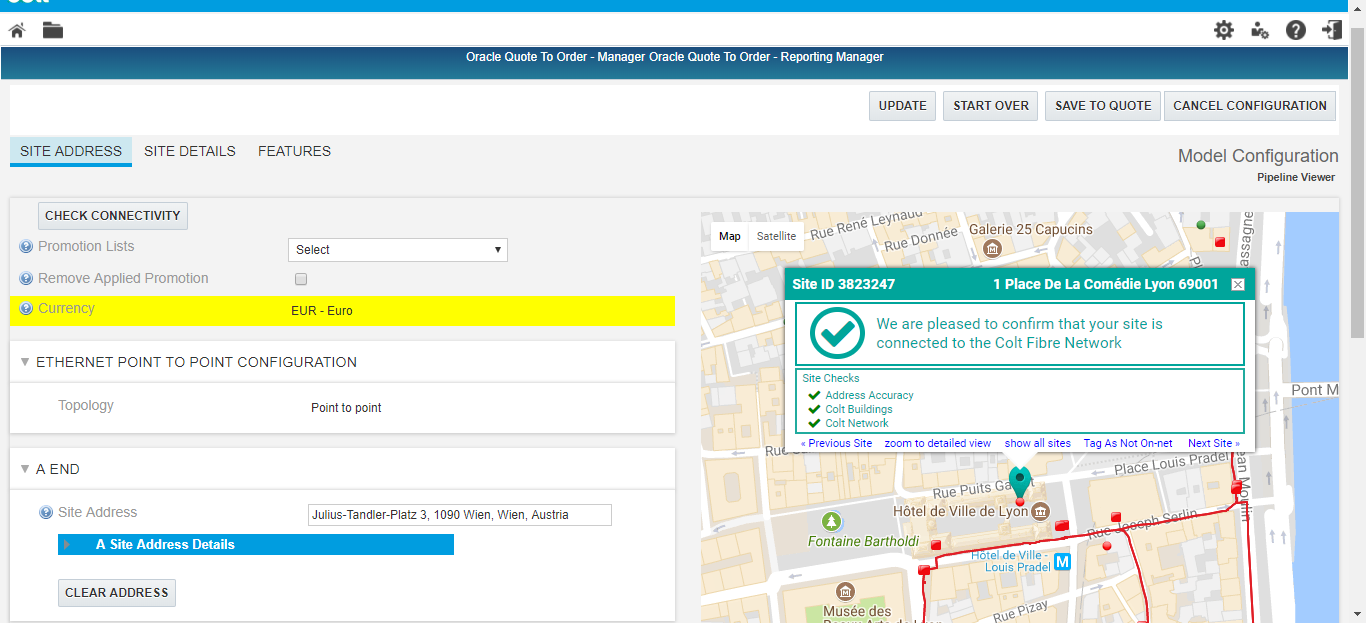 Oracle Quote To Order - Manager Oracle Quote To Order - Reporting Manager
UPDATE START OVER SAVE TO QUOTE CANCEL CONFIGURATION
SITE ADDRESS SITE DETAILS FEATURES
Model Configuration
Pipeline Viewer
CHECK CONNECTIVITY
Promotion Lists Select
Remove Applied Promotion
Currency EUR - Euro
ETHERNET POINT TO POINT CONFIGURATION
Topology Point to point
A END
Site Address Julius-Tandler-Platz 3, 1090 Wien, Wien, Austria
A Site Address Details
CLEAR ADDRESS
Map Satellite
Rue René Leynaud
Rue Donnée
Galerie 25 Capucins
Site ID 3823247 1 Place De La Comédie Lyon 69001
We are pleased to confirm that your site is
connected to the Colt Fibre Network
Site Checks
Address Accuracy
Colt Buildings
Colt Network
« Previous Site zoom to detailed view show all sites Tag As Not On-net Next Site »
Pont M
Place Louis Pradel
Rue Puits
Hôtel de Ville de Lyon
Fontaine Bartholdi
Rue Joseph Serlin
Hôtel de Ville -
Louis Pradel
M
Rue Pizay
Musée des